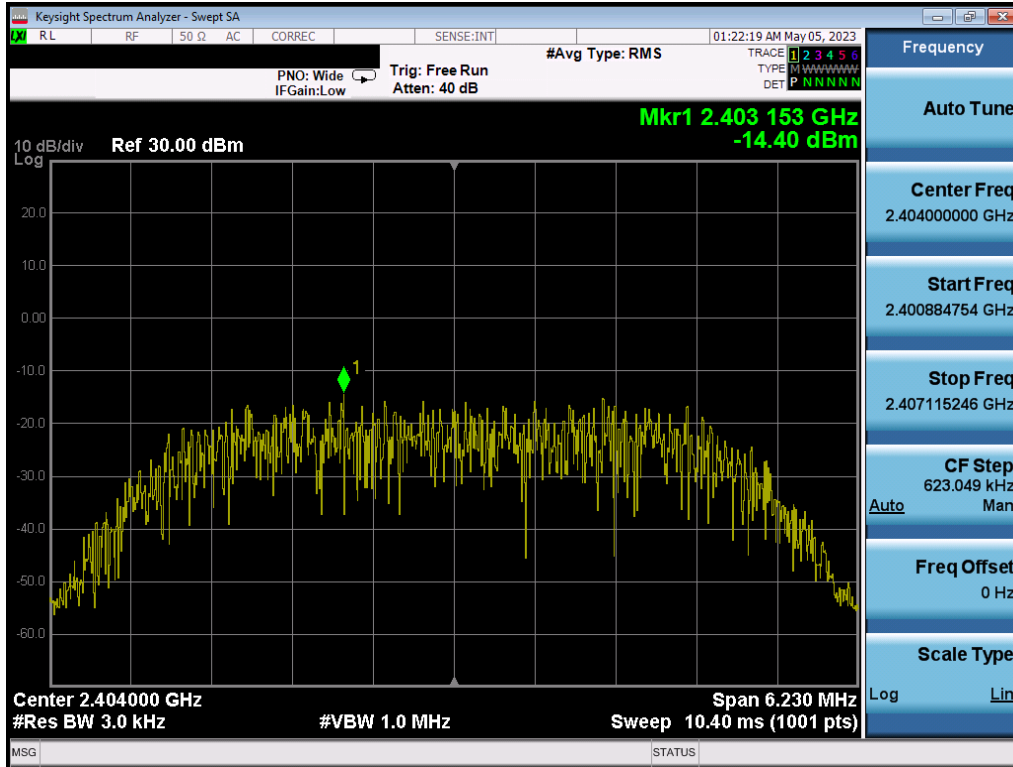 Keysight Spectrum Analyzer - Swept SA
LXI RL RF 50 Ω AC CORREC SENSE:INT 01:22:19 AM May 05, 2023
PNO: Wide
IFGain:Low
Trig: Free Run
Atten: 40 dB
#Avg Type: RMS
TRACE 1 2 3 4 5 6
TYPE M W W W W W
DET P N N N N N
Mkr1 2.403 153 GHz
-14.40 dBm
10 dB/div Ref 30.00 dBm
Log
20.0
10.0
0.00
-10.0
-20.0
-30.0
-40.0
-50.0
-60.0
1
Center 2.404000 GHz Span 6.230 MHz
#Res BW 3.0 kHz #VBW 1.0 MHz Sweep 10.40 ms (1001 pts)
MSG STATUS
Frequency
Auto Tune
Center Freq
2.404000000 GHz
Start Freq
2.400884754 GHz
Stop Freq
2.407115246 GHz
CF Step
623.049 kHz
Auto Man
Freq Offset
0 Hz
Scale Type
Log Lin